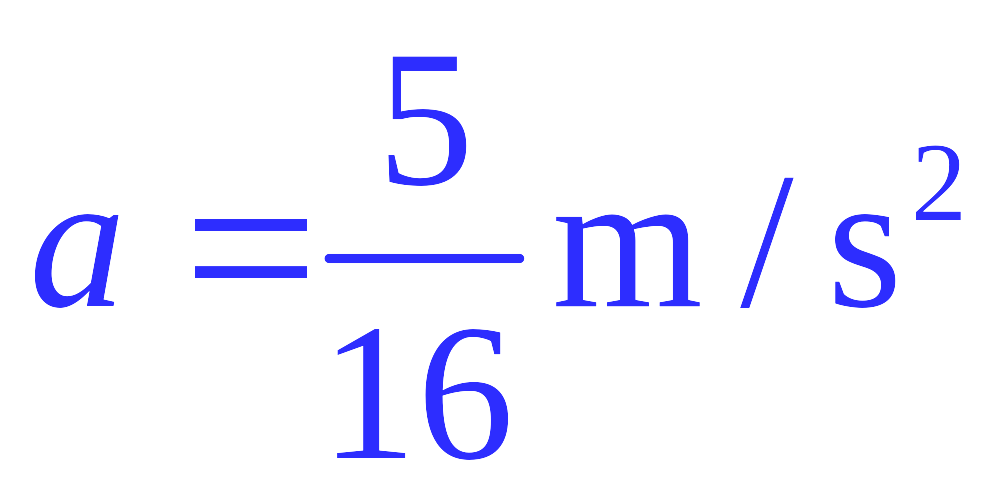 a = 5/16 m/s²